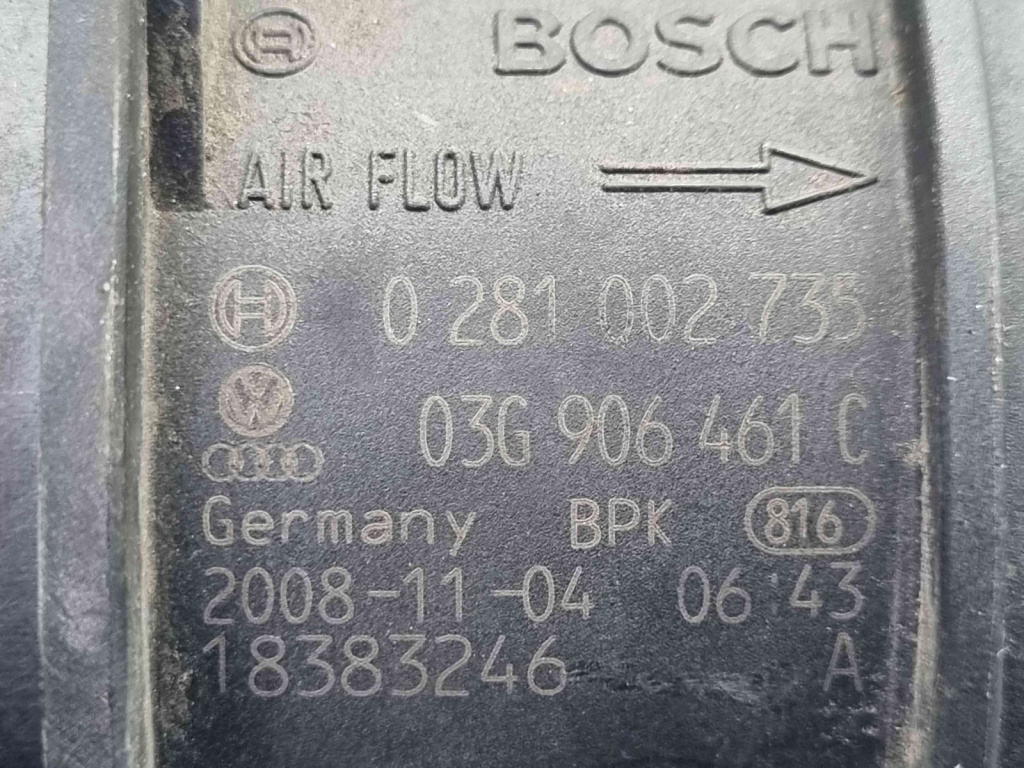 BOSCH
AIR FLOW
0 281 002 735
03G 906 461 C
Germany BPK 816
2008-11-04 06:43
18383246 A